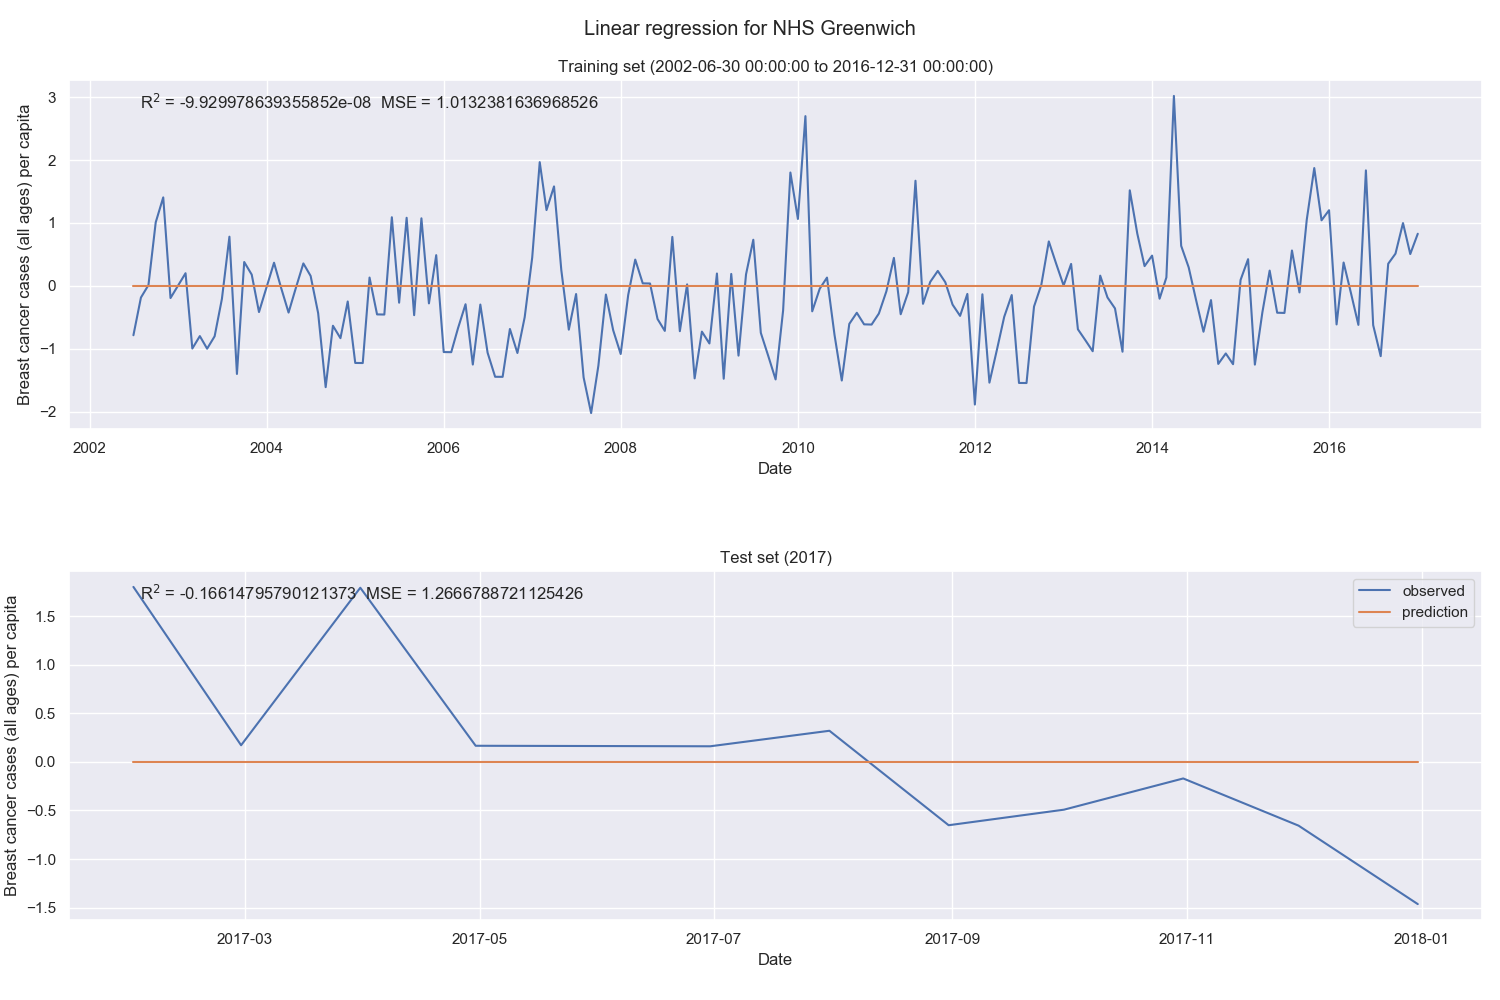 Linear regression for NHS Greenwich
Training set (2002-06-30 00:00:00 to 2016-12-31 00:00:00)
R² = -9.929978639355852e-08 MSE = 1.0132381636968526
Breast cancer cases (all ages) per capita
3
2
1
0
−1
−2
2002 2004 2006 2008 2010 2012 2014 2016
Date
Test set (2017)
R² = -0.16614795790121373 MSE = 1.2666788721125426
observed
prediction
Breast cancer cases (all ages) per capita
1.5
1.0
0.5
0.0
−0.5
−1.0
−1.5
2017-03 2017-05 2017-07 2017-09 2017-11 2018-01
Date